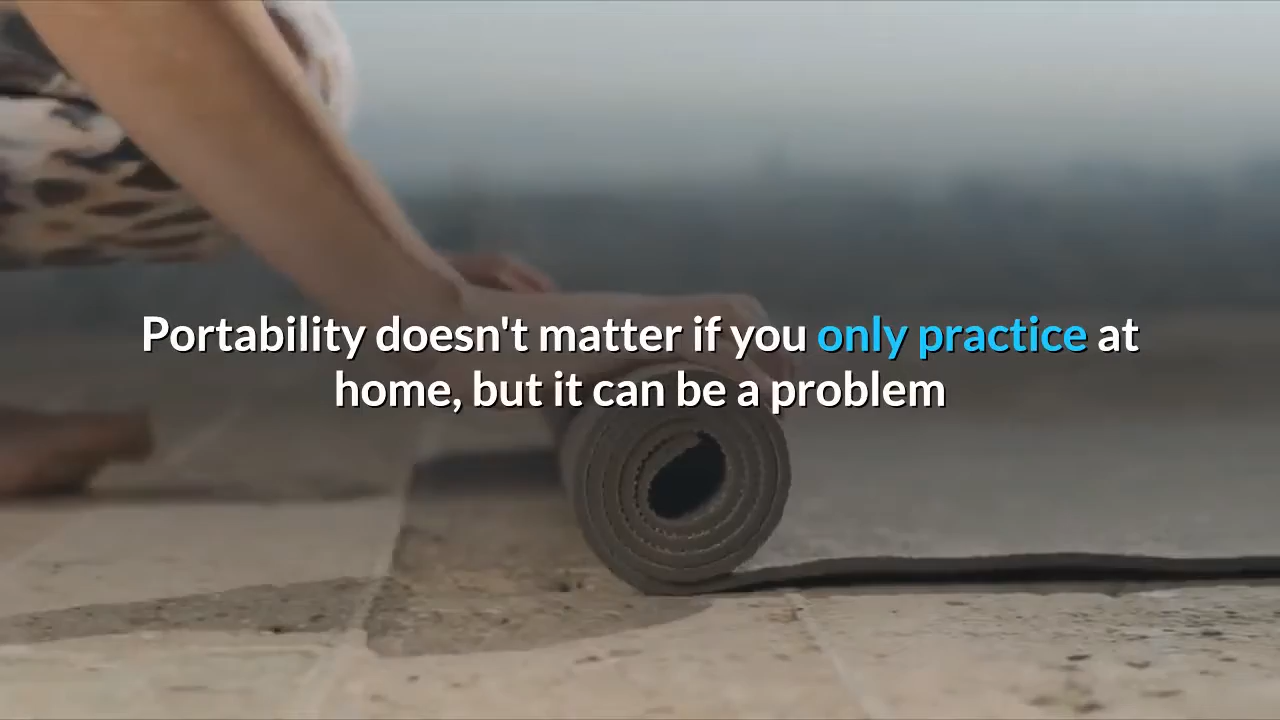 Portability doesn't matter if you only practice at
home, but it can be a problem